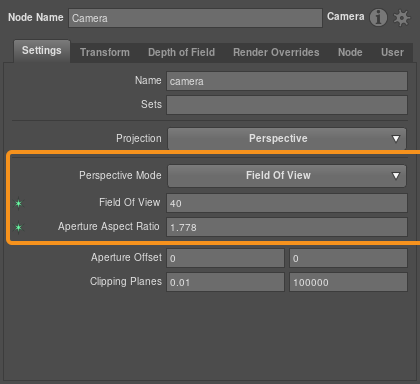 Node Name Camera Camera
Settings Transform Depth of Field Render Overrides Node User
Name camera
Sets
Projection Perspective
Perspective Mode Field Of View
Field Of View 40
Aperture Aspect Ratio 1.778
Aperture Offset 0 0
Clipping Planes 0.01 100000